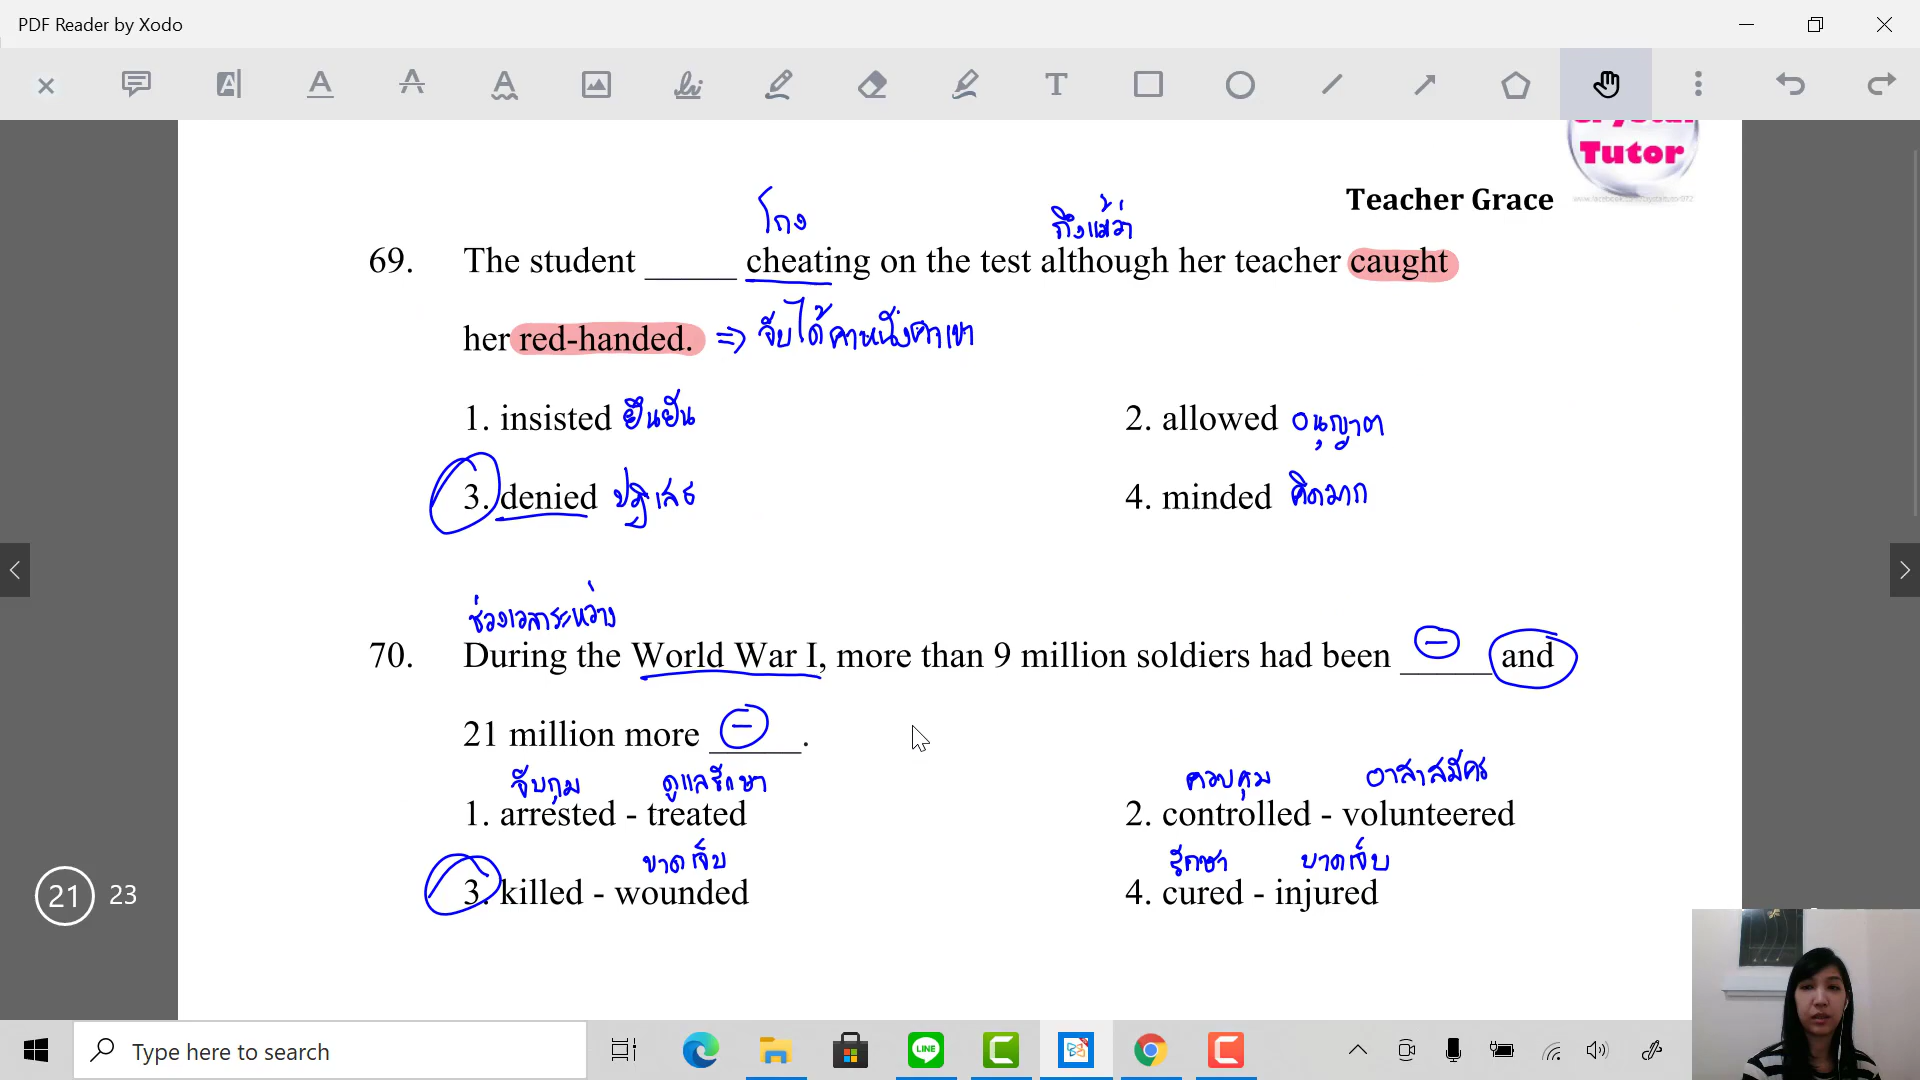 PDF Reader by Xodo
Crystal
Tutor
Teacher Grace
โกง
ถึงแม้ว่า
69. The student _____ cheating on the test although her teacher caught
her red-handed. => จับได้คาหนังคาเขา
1. insisted ยืนยัน
2. allowed อนุญาต
3. denied ปฏิเสธ
4. minded คิดมาก
ช่วงเวลาระหว่าง
70. During the World War I, more than 9 million soldiers had been _____ and
21 million more _____.
จับกุม ดูแลรักษา
1. arrested - treated
ควบคุม อาสาสมัคร
2. controlled - volunteered
บาดเจ็บ
3. killed - wounded
รักษา บาดเจ็บ
4. cured - injured
21 23
Type here to search
LINE